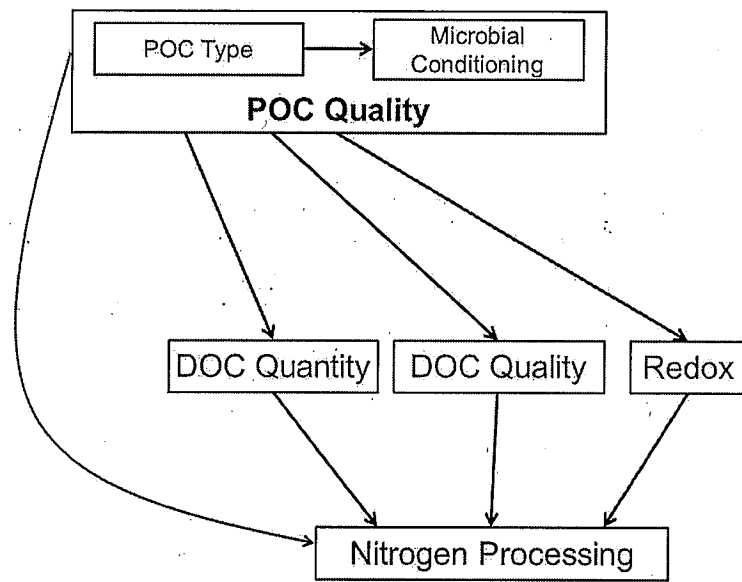 POC Type
Microbial
Conditioning
POC Quality
DOC Quantity
DOC Quality
Redox
Nitrogen Processing